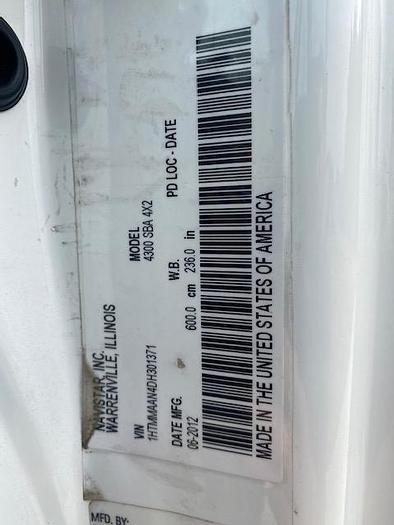 NAVISTAR, INC.
WARRENVILLE, ILLINOIS
VIN MODEL
1HTMMAAN4DH301371 4300 SBA 4X2
DATE MFG. W.B. PD LOC - DATE
06-2012 600.0 cm 236.0 in
MADE IN THE UNITED STATES OF AMERICA
MFD. BY: